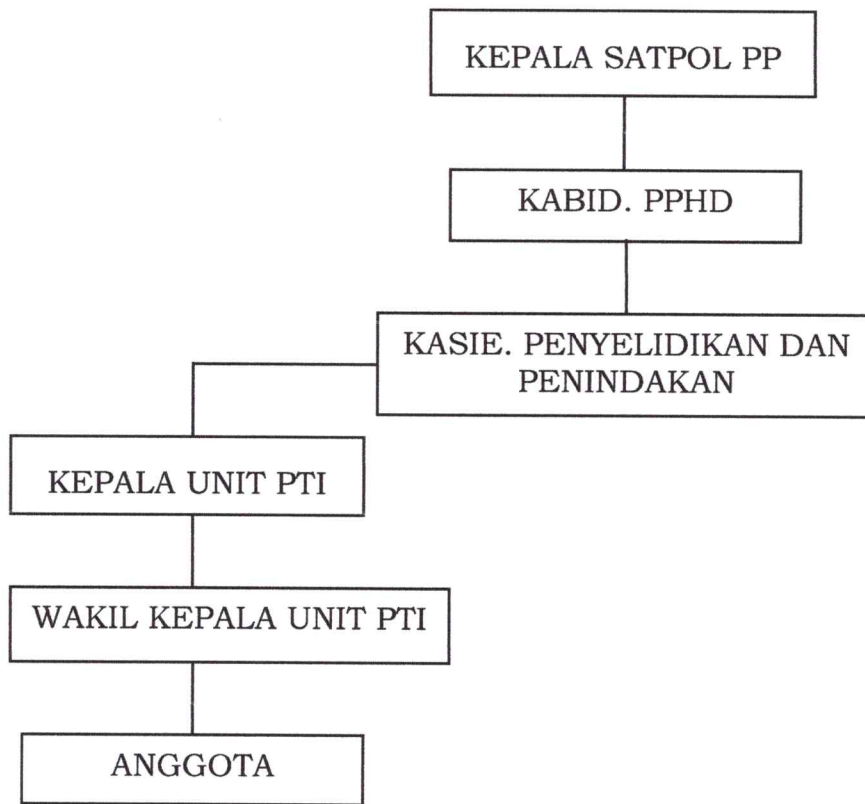 KEPALA SATPOL PP
KABID. PPHD
KASIE. PENYELIDIKAN DAN
PENINDAKAN
KEPALA UNIT PTI
WAKIL KEPALA UNIT PTI
ANGGOTA